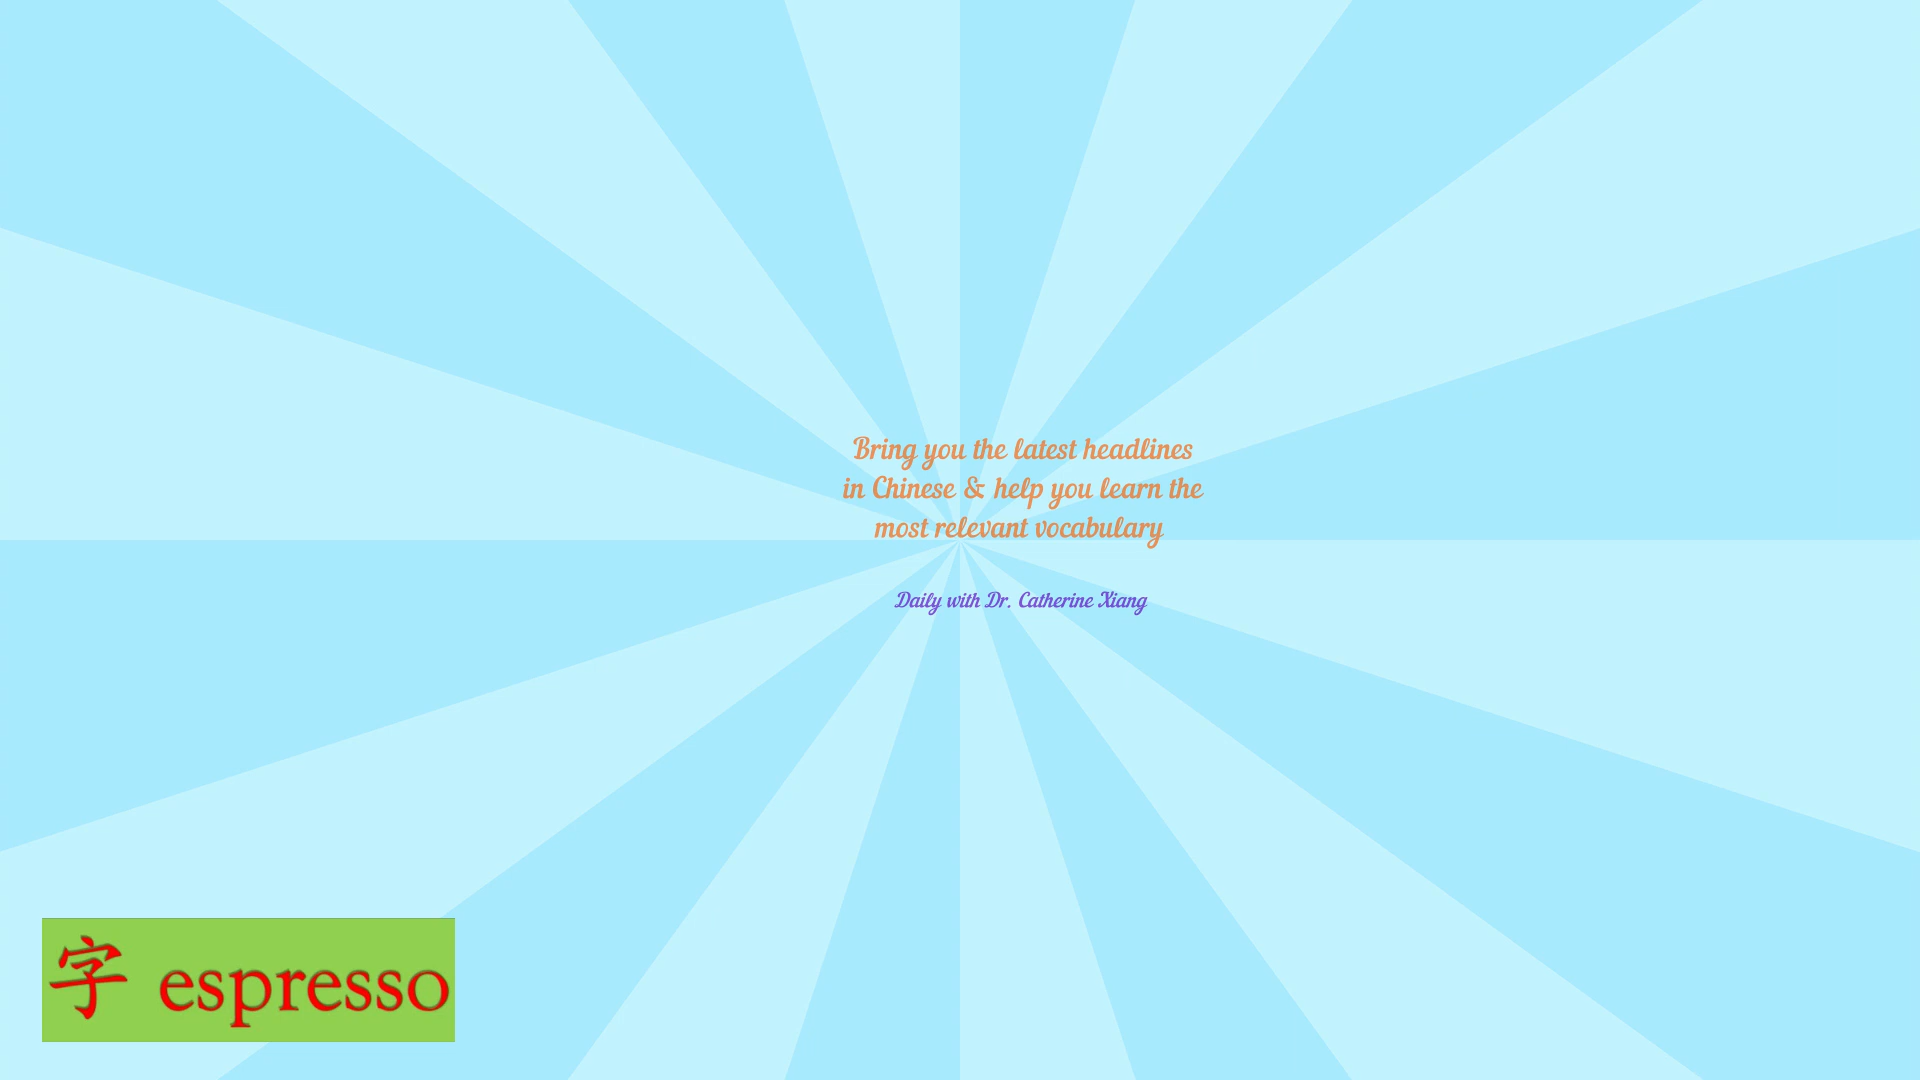 Bring you the latest headlines
in Chinese & help you learn the
most relevant vocabulary
Daily with Dr. Catherine Xiang
字 espresso